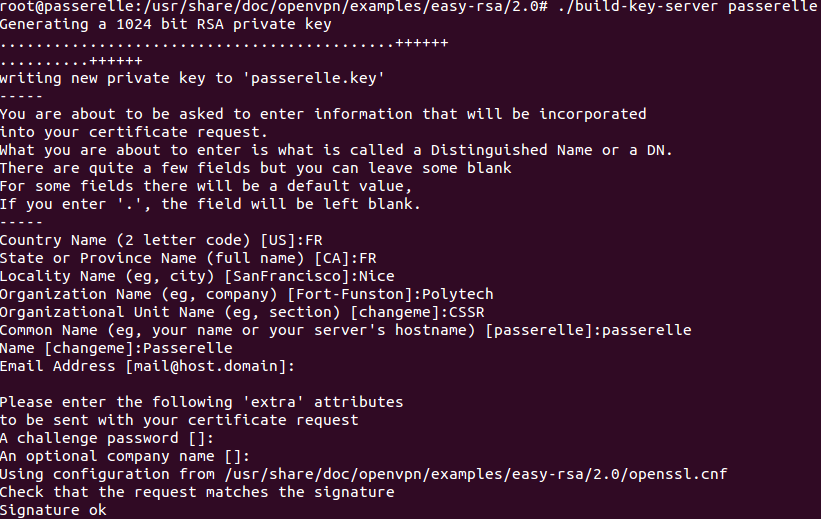 root@passerelle:/usr/share/doc/openvpn/examples/easy-rsa/2.0# ./build-key-server passerelle
Generating a 1024 bit RSA private key
............................................++++++
..........++++++
writing new private key to 'passerelle.key'
-----
You are about to be asked to enter information that will be incorporated
into your certificate request.
What you are about to enter is what is called a Distinguished Name or a DN.
There are quite a few fields but you can leave some blank
For some fields there will be a default value,
If you enter '.', the field will be left blank.
-----
Country Name (2 letter code) [US]:FR
State or Province Name (full name) [CA]:FR
Locality Name (eg, city) [SanFrancisco]:Nice
Organization Name (eg, company) [Fort-Funston]:Polytech
Organizational Unit Name (eg, section) [changeme]:CSSR
Common Name (eg, your name or your server's hostname) [passerelle]:passerelle
Name [changeme]:Passerelle
Email Address [mail@host.domain]:
Please enter the following 'extra' attributes
to be sent with your certificate request
A challenge password []:
An optional company name []:
Using configuration from /usr/share/doc/openvpn/examples/easy-rsa/2.0/openssl.cnf
Check that the request matches the signature
Signature ok